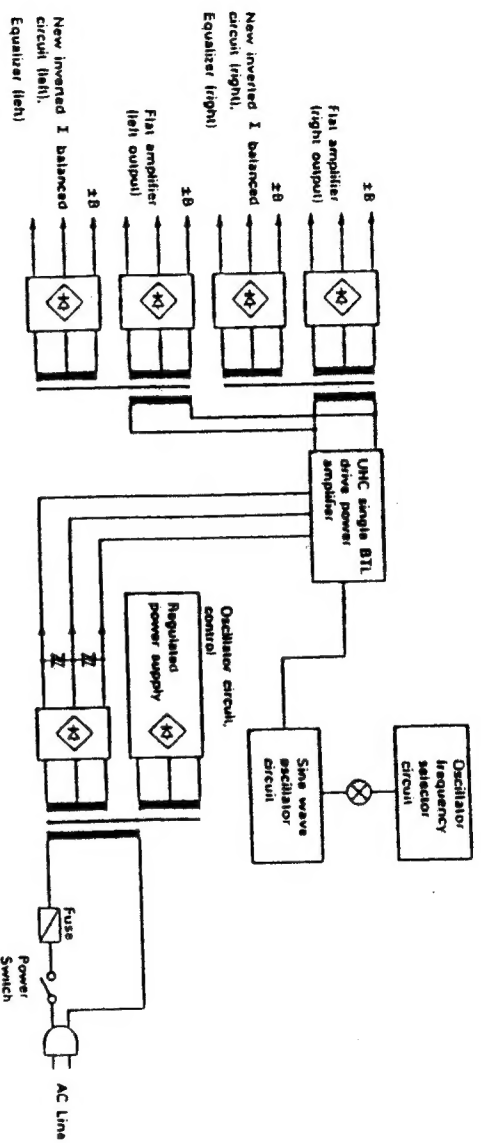 Oscillator
frequency
selector
circuit
Sine wave
oscillator
circuit
UHC single BTL
drive power
amplifier
±B
Flat amplifier
(right output)
±B
New inverted Σ balanced
circuit (right),
Equalizer (right)
±B
Flat amplifier
(left output)
±B
New inverted Σ balanced
circuit (left),
Equalizer (left)
Oscillator circuit,
control
Regulated
power supply
Fuse
Power
Switch
AC Line